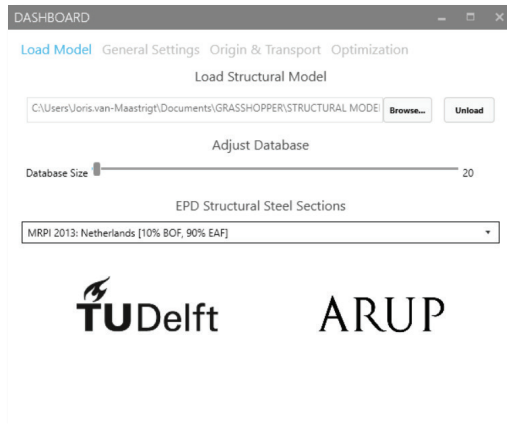 DASHBOARD
Load Model General Settings Origin & Transport Optimization
Load Structural Model
C:\Users\Joris.van-Maastrigt\Documents\GRASSHOPPER\STRUCTURAL MODEI Browse... Unload
Adjust Database
Database Size 20
EPD Structural Steel Sections
MRPI 2013: Netherlands [10% BOF, 90% EAF]
TUDelft ARUP